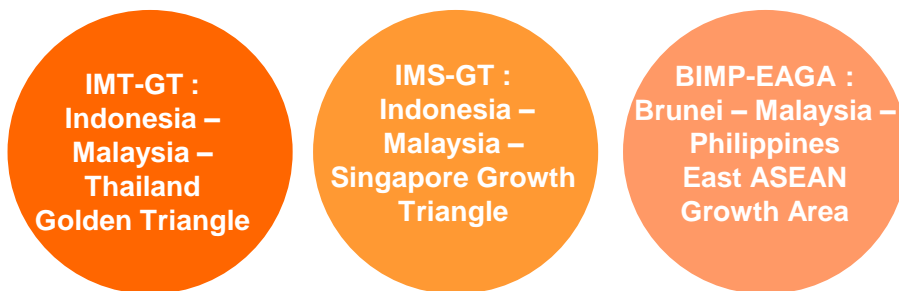 IMT-GT :
Indonesia –
Malaysia –
Thailand
Golden Triangle
IMS-GT :
Indonesia –
Malaysia –
Singapore Growth
Triangle
BIMP-EAGA :
Brunei – Malaysia –
Philippines
East ASEAN
Growth Area